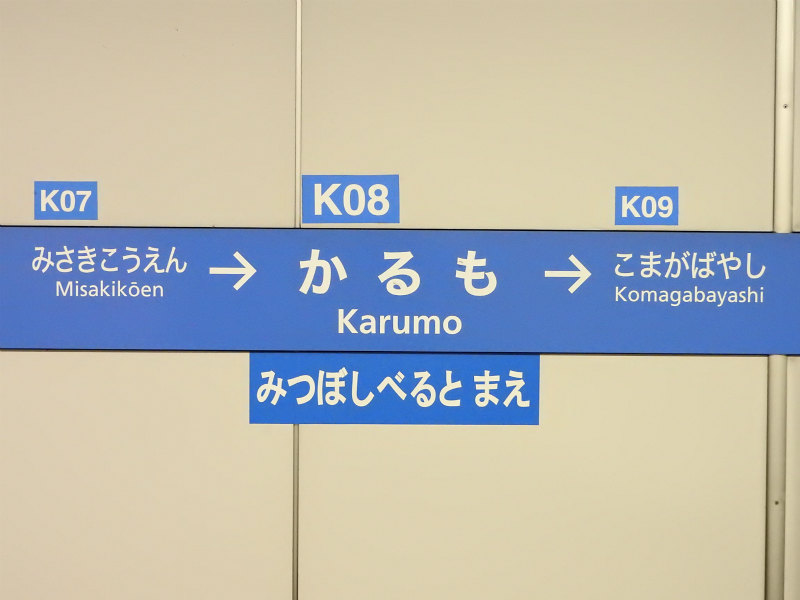 K07
K08
K09
みさきこうえん → かるも → こまがばやし
Misakikōen Karumo Komagabayashi
みつぼしべると まえ